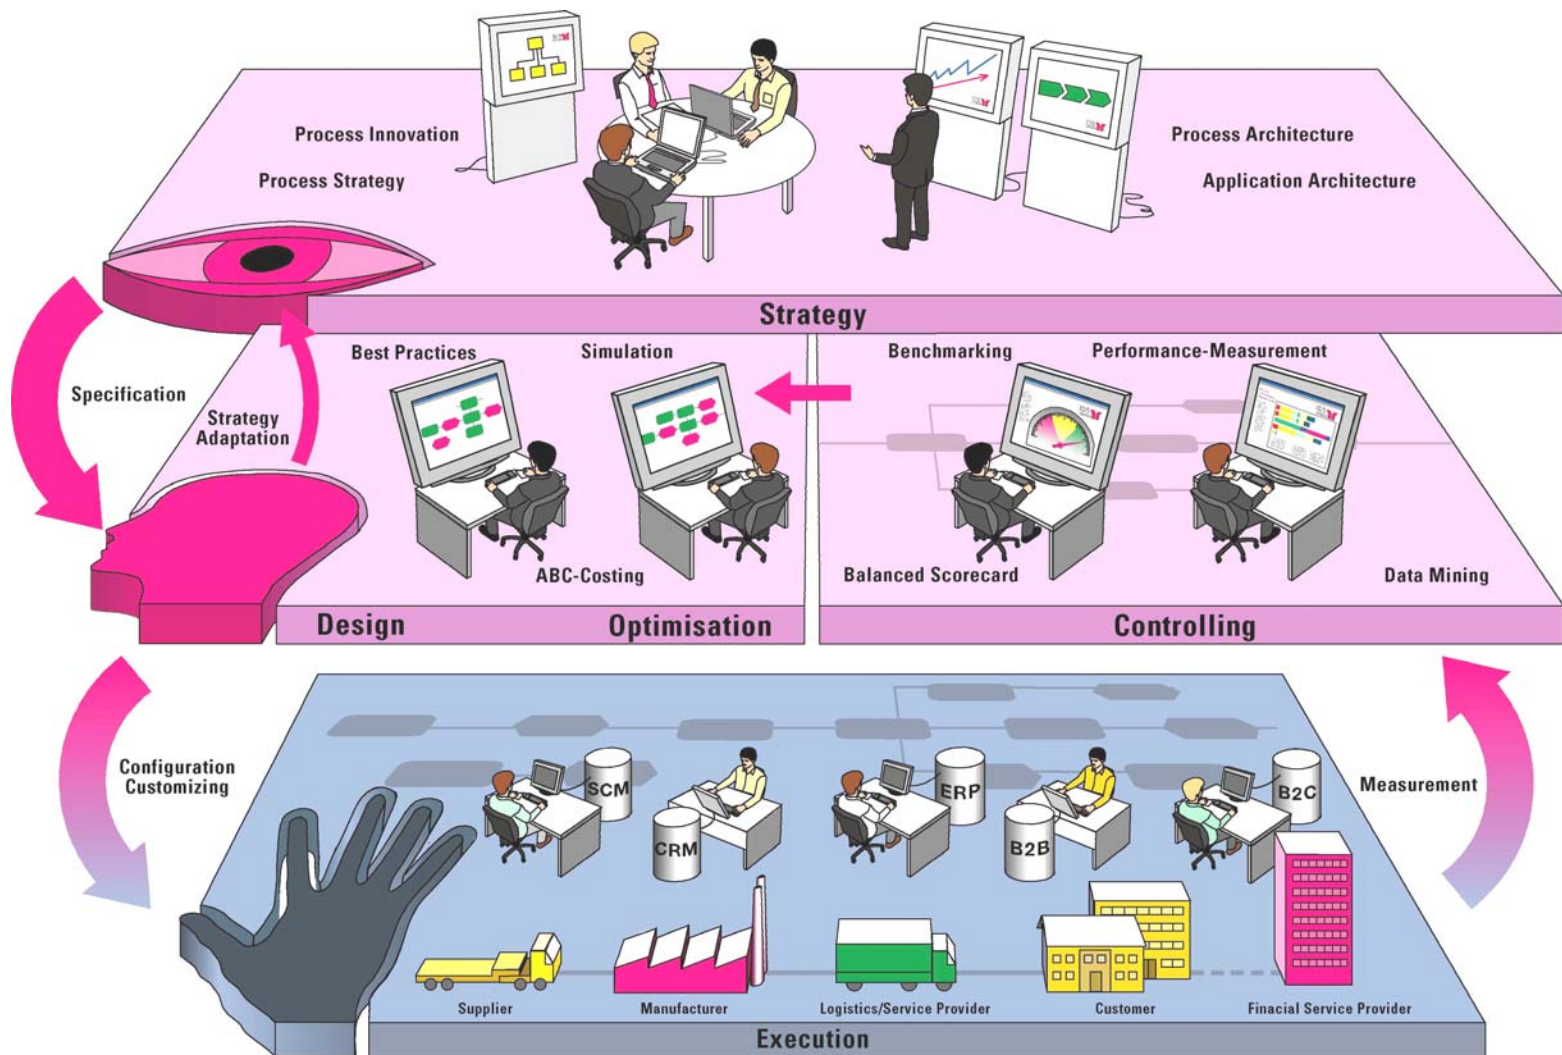 Process Innovation
Process Strategy
Process Architecture
Application Architecture
Strategy
Specification
Strategy
Adaptation
Best Practices
Simulation
ABC-Costing
Benchmarking
Performance-Measurement
Balanced Scorecard
Data Mining
Design
Optimisation
Controlling
Configuration
Customizing
Measurement
SCM
CRM
ERP
B2B
B2C
Supplier
Manufacturer
Logistics/Service Provider
Customer
Finacial Service Provider
Execution